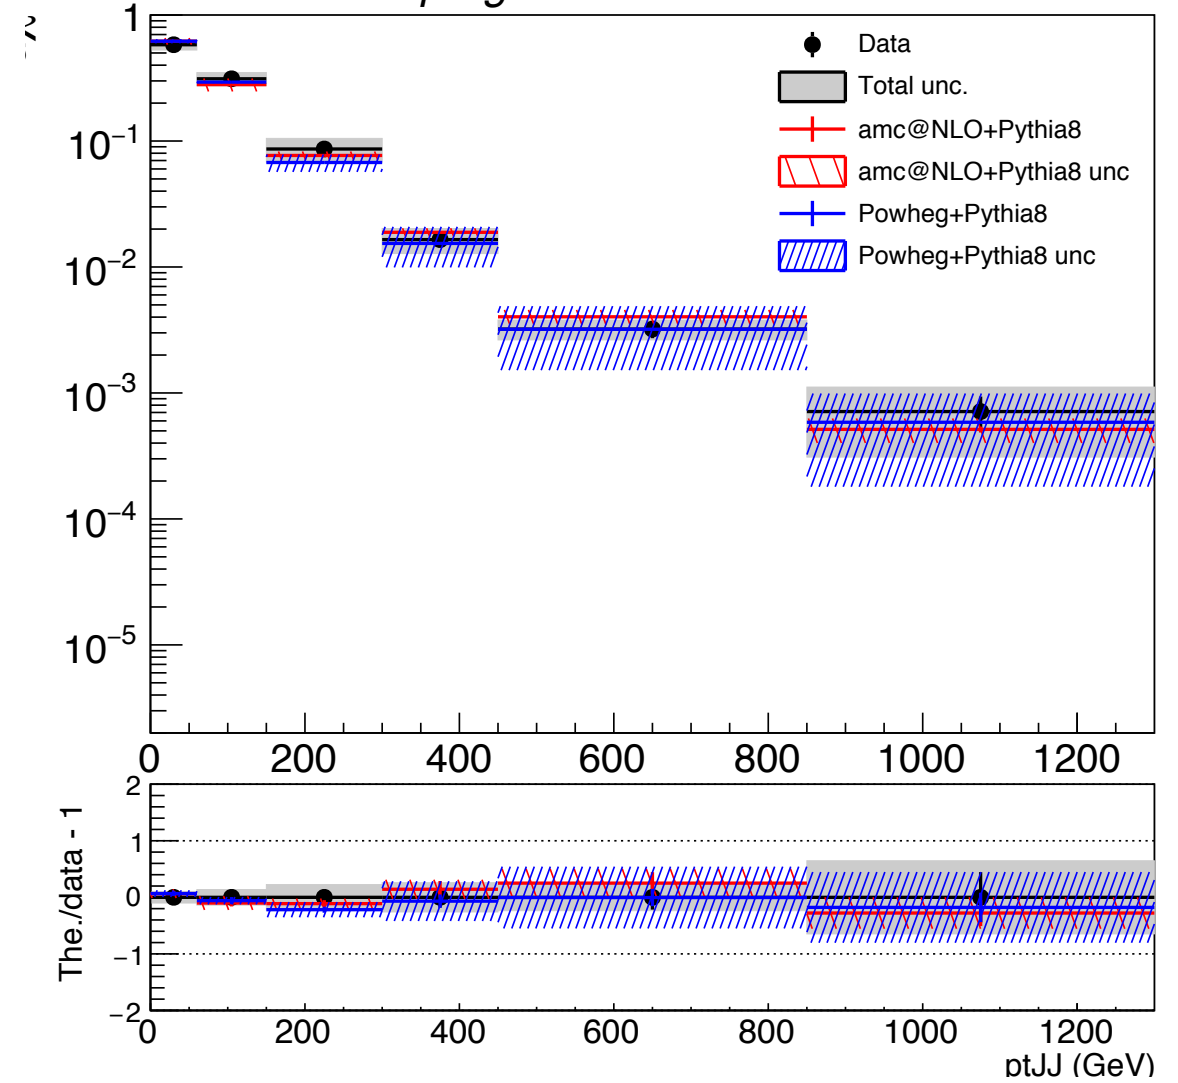 1
10−1
10−2
10−3
10−4
10−5
Data
Total unc.
amc@NLO+Pythia8
amc@NLO+Pythia8 unc
Powheg+Pythia8
Powheg+Pythia8 unc
0 200 400 600 800 1000 1200
The./data - 1
2
1
0
−1
−2
0 200 400 600 800 1000 1200
ptJJ (GeV)